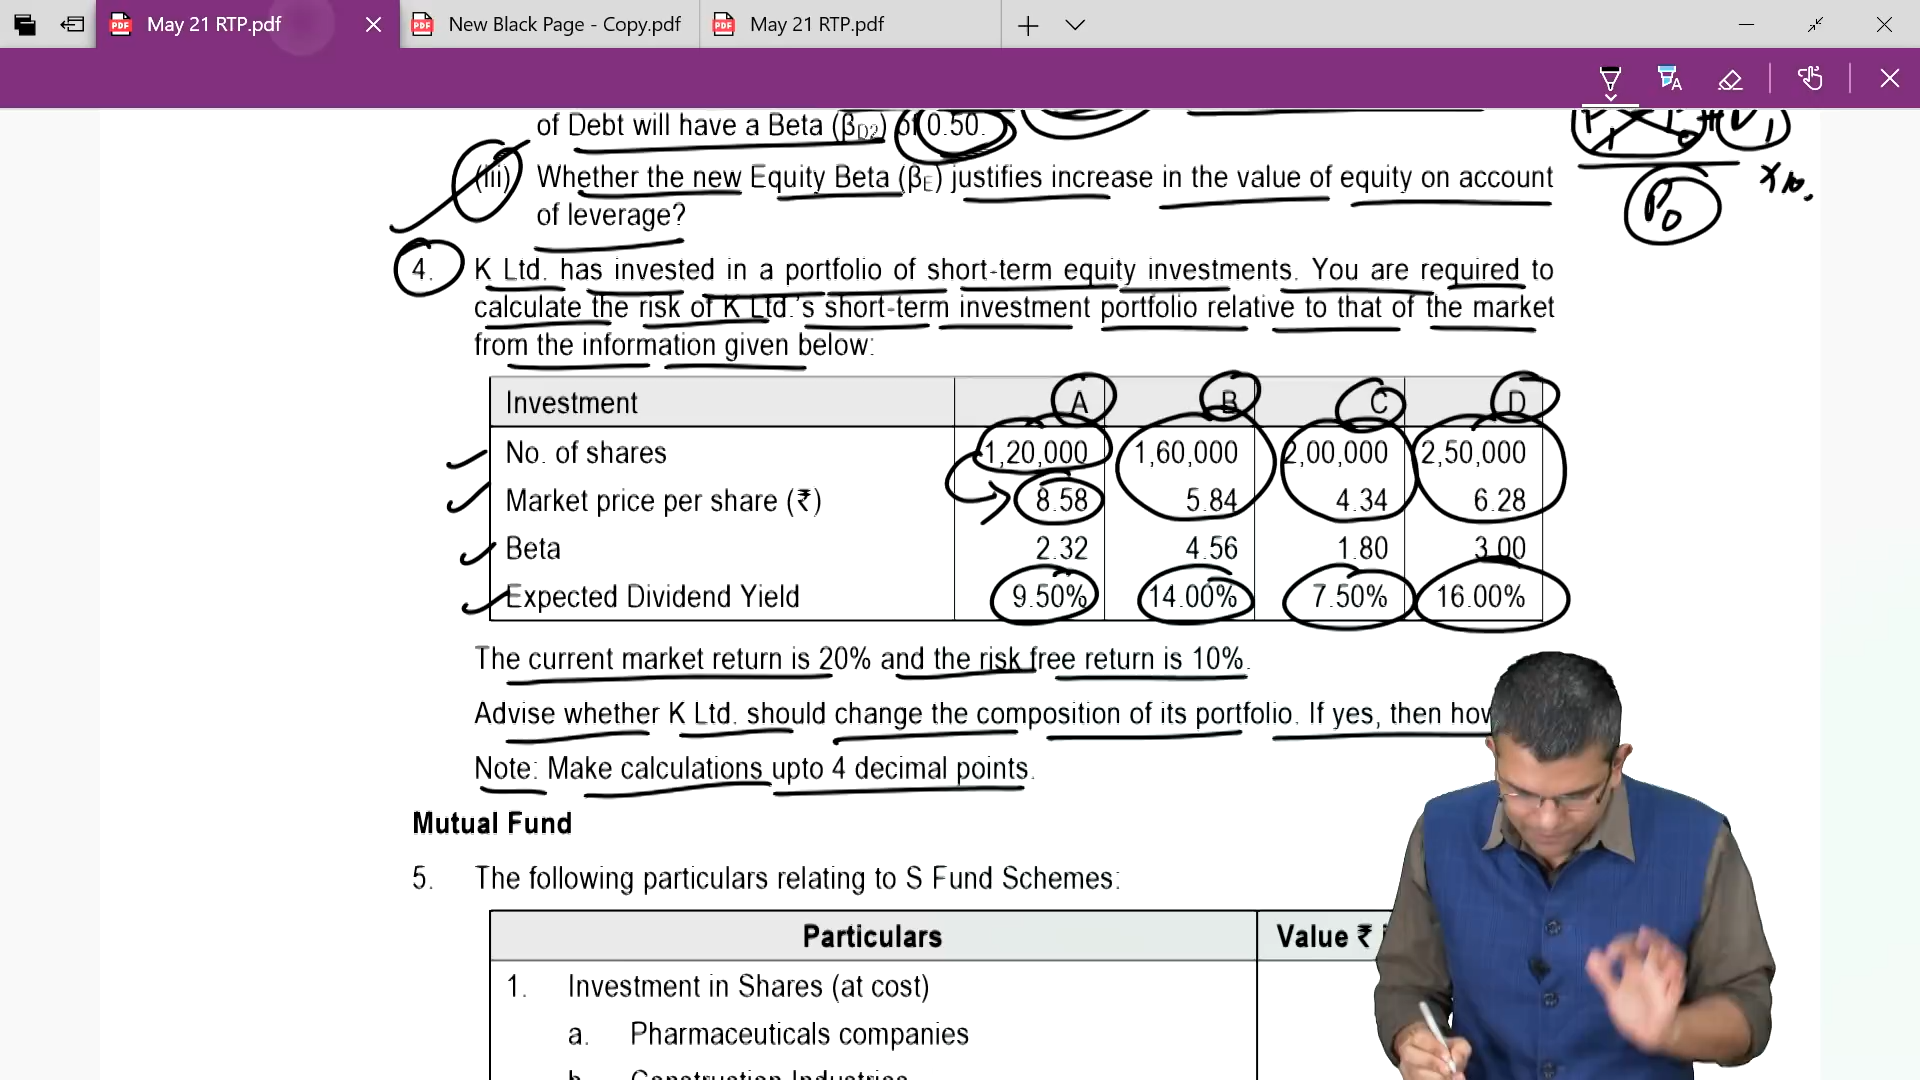 May 21 RTP.pdf
New Black Page - Copy.pdf
May 21 RTP.pdf
of Debt will have a Beta (βD2) of 0.50.
(iii) Whether the new Equity Beta (βE) justifies increase in the value of equity on account
of leverage?
P0
4. K Ltd. has invested in a portfolio of short-term equity investments. You are required to
calculate the risk of K Ltd.'s short-term investment portfolio relative to that of the market
from the information given below:
Investment A B C D
No. of shares 1,20,000 1,60,000 2,00,000 2,50,000
Market price per share (₹) 8.58 5.84 4.34 6.28
Beta 2.32 4.56 1.80 3.00
Expected Dividend Yield 9.50% 14.00% 7.50% 16.00%
The current market return is 20% and the risk free return is 10%.
Advise whether K Ltd. should change the composition of its portfolio. If yes, then how
Note: Make calculations upto 4 decimal points.
Mutual Fund
5. The following particulars relating to S Fund Schemes:
Particulars Value ₹
1. Investment in Shares (at cost)
a. Pharmaceuticals companies
b. Construction Industries